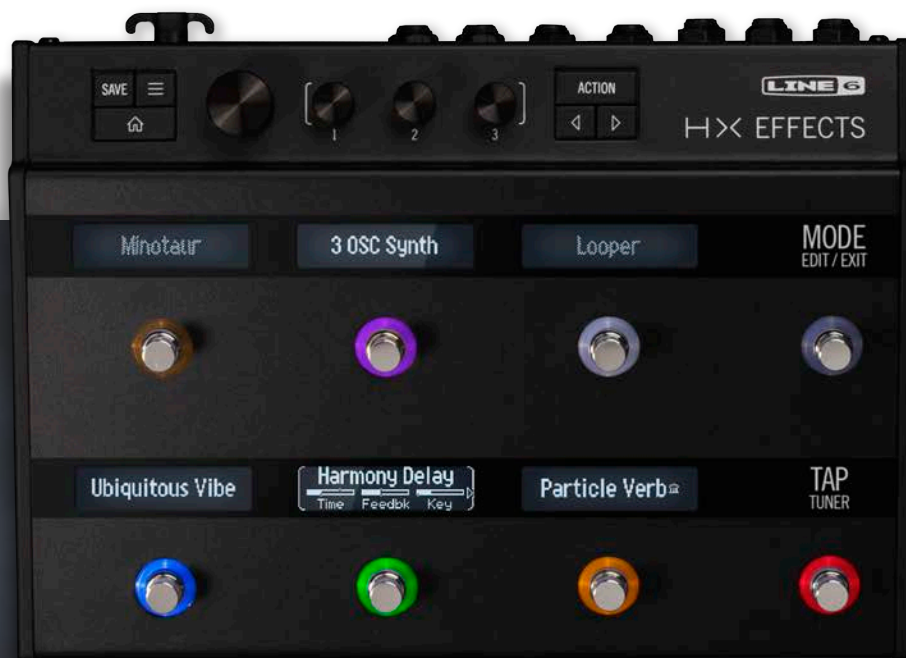 SAVE
ACTION
LINE 6
1
2
3
HX EFFECTS
Minotaur
3 OSC Synth
Looper
MODE
EDIT / EXIT
Ubiquitous Vibe
Harmony Delay
Time Feedbk Key
Particle Verb
TAP
TUNER